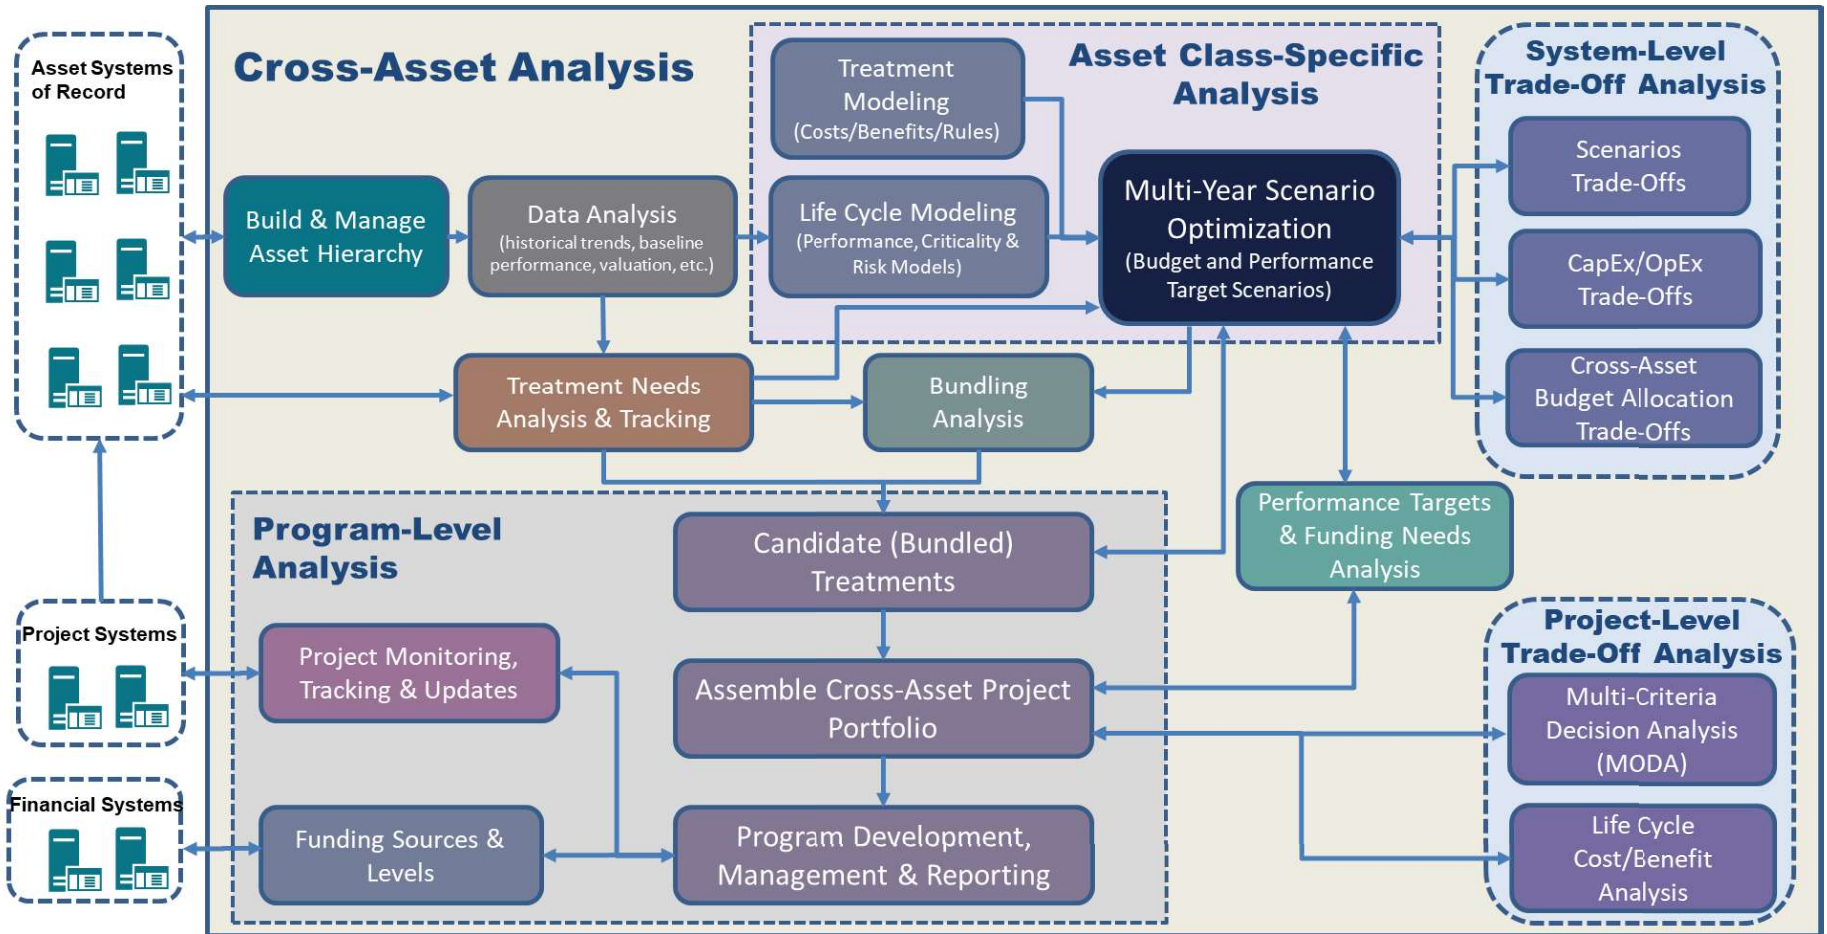 Asset Systems
of Record
Cross-Asset Analysis
Treatment
Modeling
(Costs/Benefits/Rules)
Asset Class-Specific
Analysis
System-Level
Trade-Off Analysis
Scenarios
Trade-Offs
Build & Manage
Asset Hierarchy
Data Analysis
(historical trends, baseline
performance, valuation, etc.)
Life Cycle Modeling
(Performance, Criticality &
Risk Models)
Multi-Year Scenario
Optimization
(Budget and Performance
Target Scenarios)
CapEx/OpEx
Trade-Offs
Treatment Needs
Analysis & Tracking
Bundling
Analysis
Cross-Asset
Budget Allocation
Trade-Offs
Program-Level
Analysis
Candidate (Bundled)
Treatments
Performance Targets
& Funding Needs
Analysis
Project Systems
Project Monitoring,
Tracking & Updates
Assemble Cross-Asset Project
Portfolio
Project-Level
Trade-Off Analysis
Multi-Criteria
Decision Analysis
(MODA)
Financial Systems
Funding Sources &
Levels
Program Development,
Management & Reporting
Life Cycle
Cost/Benefit
Analysis